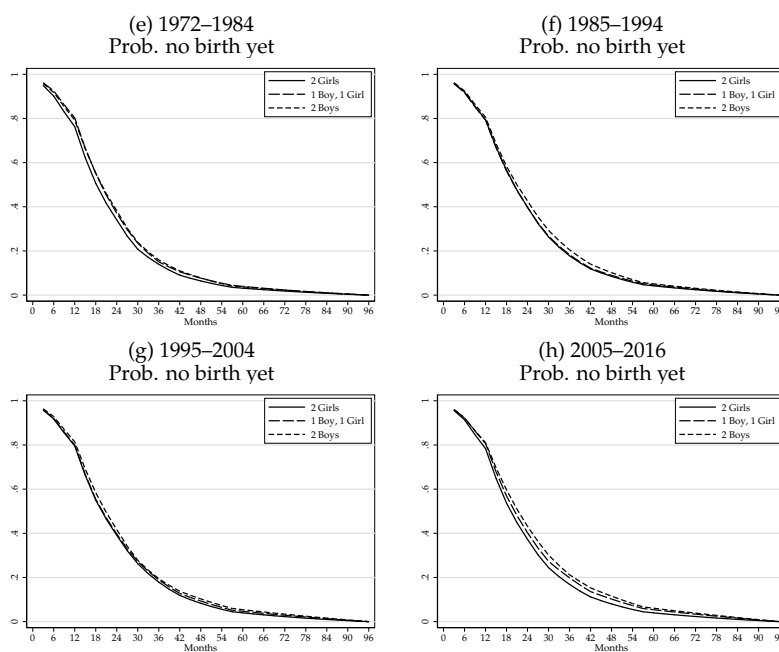 (e) 1972–1984
Prob. no birth yet
2 Girls
1 Boy, 1 Girl
2 Boys
1
.8
.6
.4
.2
0
0 6 12 18 24 30 36 42 48 54 60 66 72 78 84 90 96
Months
(f) 1985–1994
Prob. no birth yet
2 Girls
1 Boy, 1 Girl
2 Boys
1
.8
.6
.4
.2
0
0 6 12 18 24 30 36 42 48 54 60 66 72 78 84 90
Months
(g) 1995–2004
Prob. no birth yet
2 Girls
1 Boy, 1 Girl
2 Boys
1
.8
.6
.4
.2
0
0 6 12 18 24 30 36 42 48 54 60 66 72 78 84 90 96
Months
(h) 2005–2016
Prob. no birth yet
2 Girls
1 Boy, 1 Girl
2 Boys
1
.8
.6
.4
.2
0
0 6 12 18 24 30 36 42 48 54 60 66 72 78 84 90
Months